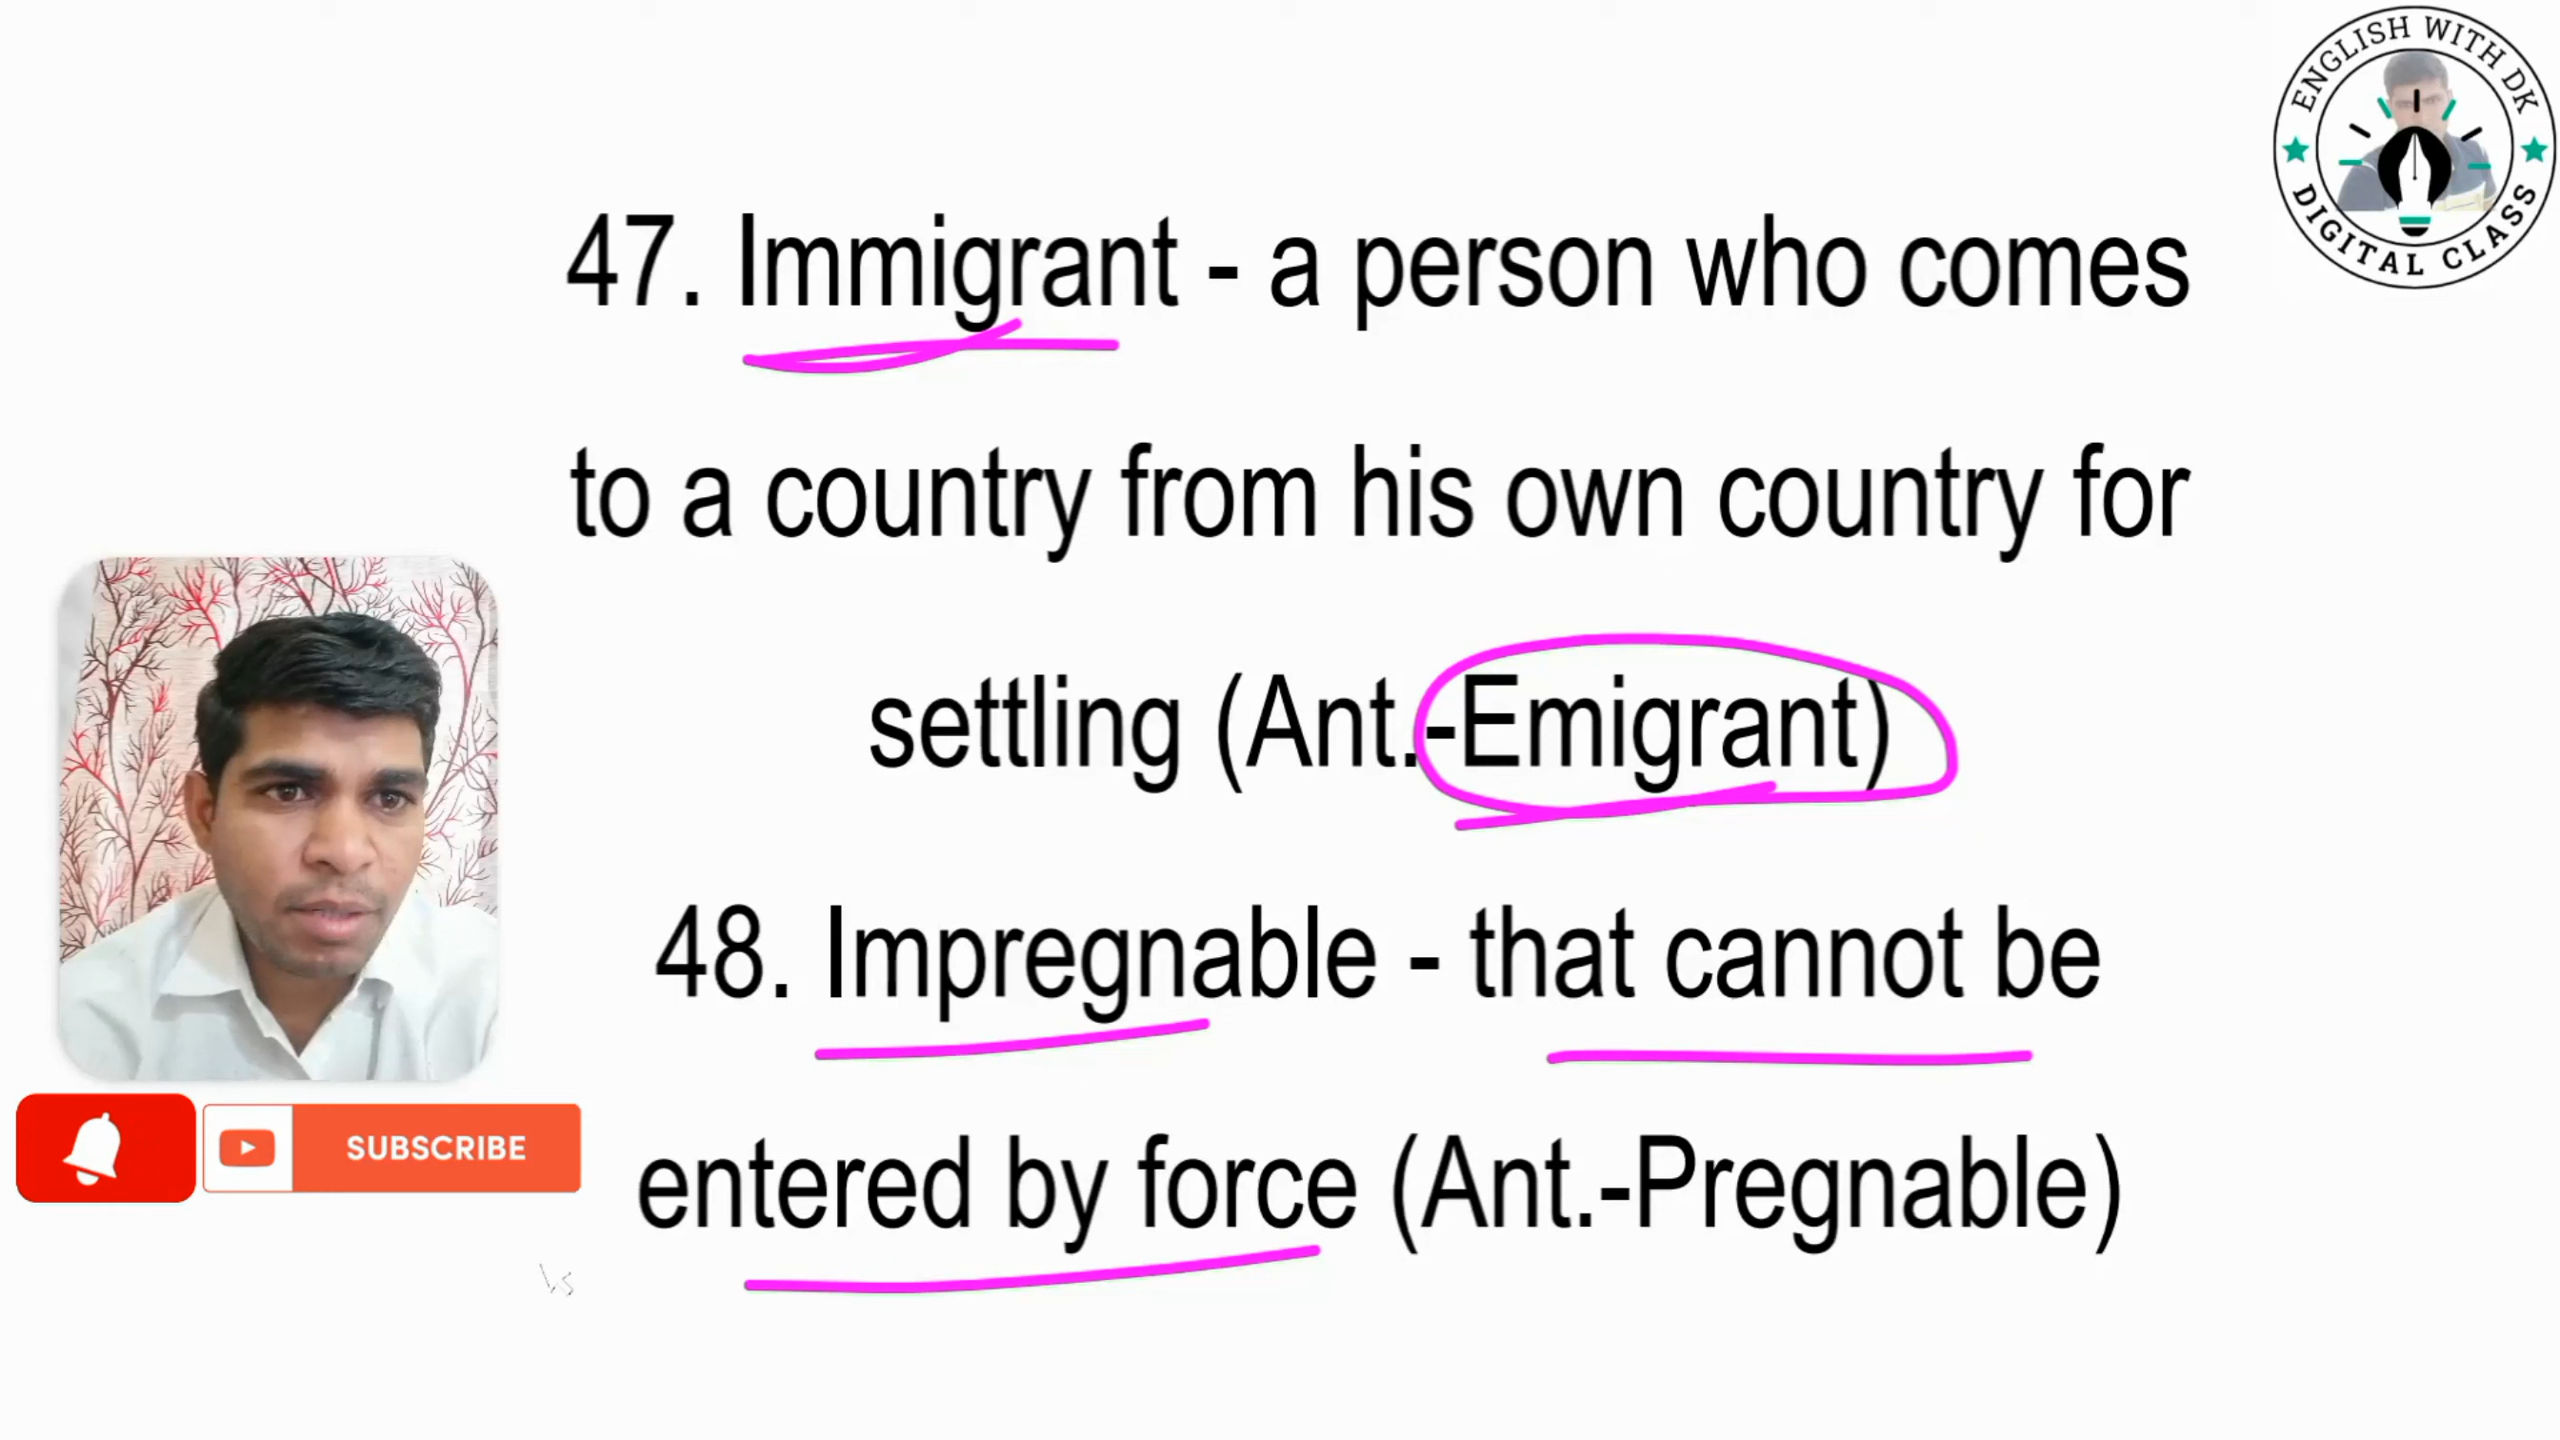 ENGLISH WITH DK
DIGITAL CLASS
47. Immigrant - a person who comes
to a country from his own country for
settling (Ant.-Emigrant)
48. Impregnable - that cannot be
entered by force (Ant.-Pregnable)
SUBSCRIBE